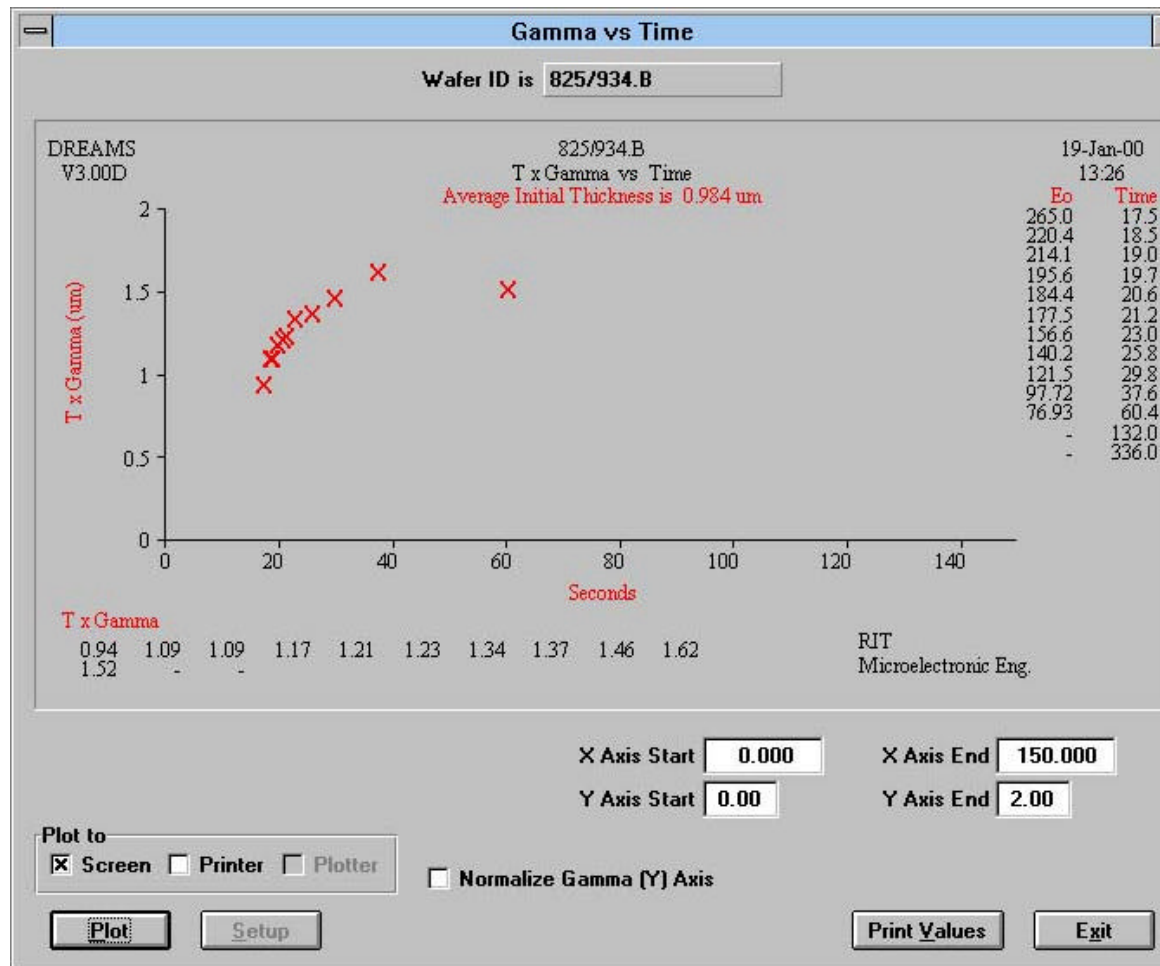 Gamma vs Time
Wafer ID is 825/934.B
DREAMS 825/934.B 19-Jan-00
V3.00D T x Gamma vs Time 13:26
Average Initial Thickness is 0.984 um
Eo Time
265.0 17.5
220.4 18.5
214.1 19.0
195.6 19.7
184.4 20.6
177.5 21.2
156.6 23.0
140.2 25.8
121.5 29.8
97.72 37.6
76.93 60.4
- 132.0
- 336.0
T x Gamma (um)
2
1.5
1
0.5
0
0 20 40 60 80 100 120 140
Seconds
T x Gamma
0.94 1.09 1.09 1.17 1.21 1.23 1.34 1.37 1.46 1.62
1.52 - -
RIT
Microelectronic Eng.
X Axis Start 0.000 X Axis End 150.000
Y Axis Start 0.00 Y Axis End 2.00
Plot to
Screen Printer Plotter
Normalize Gamma (Y) Axis
Plot Setup Print Values Exit